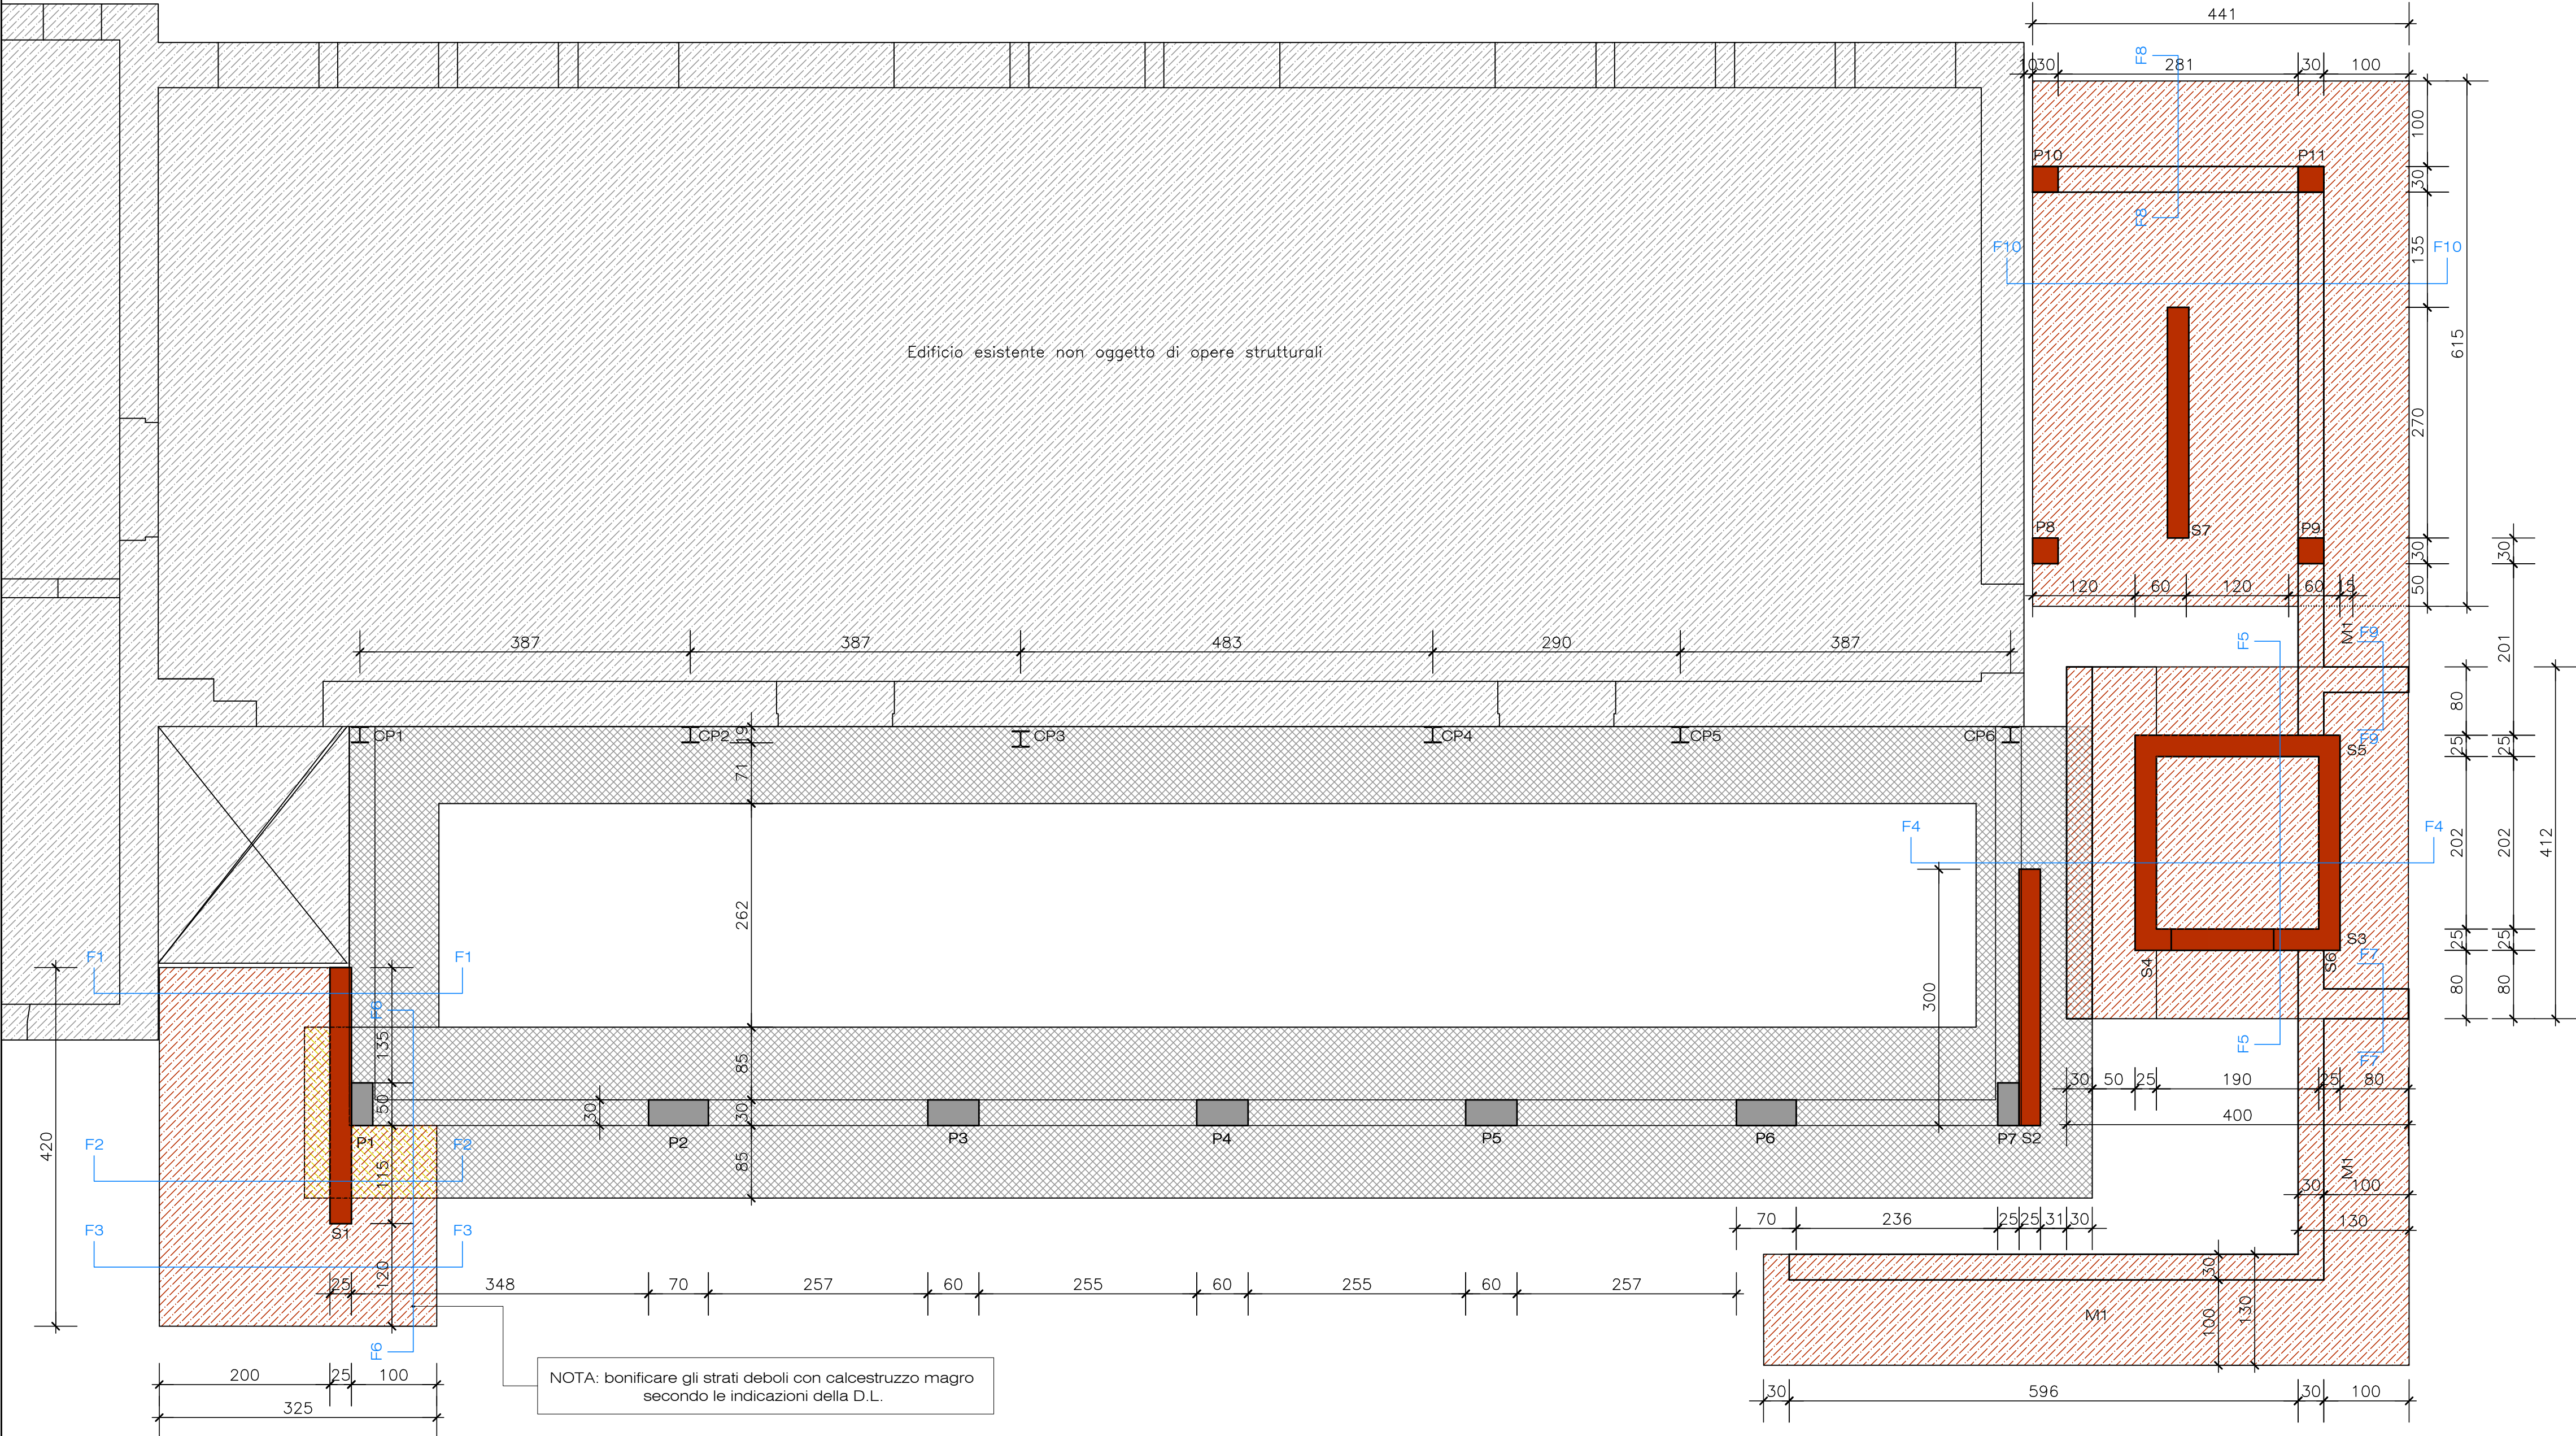 441
F8
10 30 281 30 100
100
P10 P11
30
F8
F10 F10
135
Edificio esistente non oggetto di opere strutturali
615
270
P8 S7 P9
30 30
120 60 120 60 15
50
M1
F5 F9
387 387 483 290 387
201
80
CP1 CP2 CP3 CP4 CP5 CP6
19
F9
S5
25 25
71
F4 F4
202 202 412
262
300
F1 F1
S3
25 25
S4 S6 F7
80 80
F6
135
F5 F7
85
30 50 25 190 25 80
50
30 30
400
P1 P2 P3 P4 P5 P6 P7 S2
420
F2 F2
115
85
M1
30 100
70 236 25 25 31 30
130
F3 F3
S1
120
30
25 348 70 257 60 255 60 255 60 257
100 130
M1
F6
200 25 100
NOTA: bonificare gli strati deboli con calcestruzzo magro
secondo le indicazioni della D.L.
30 596 30 100
325